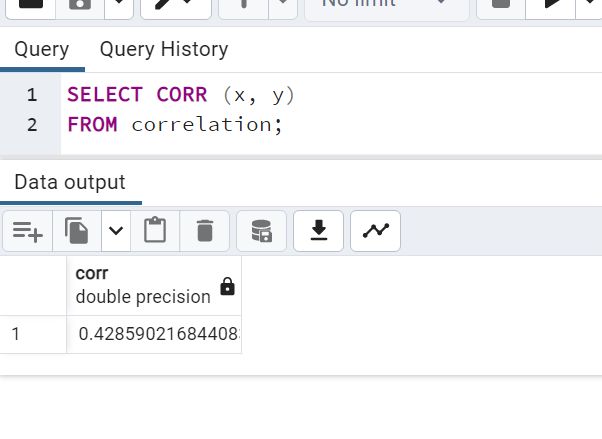 No limit
Query Query History
1 SELECT CORR (x, y)
2 FROM correlation;
Data output
corr
double precision
1 0.42859021684408